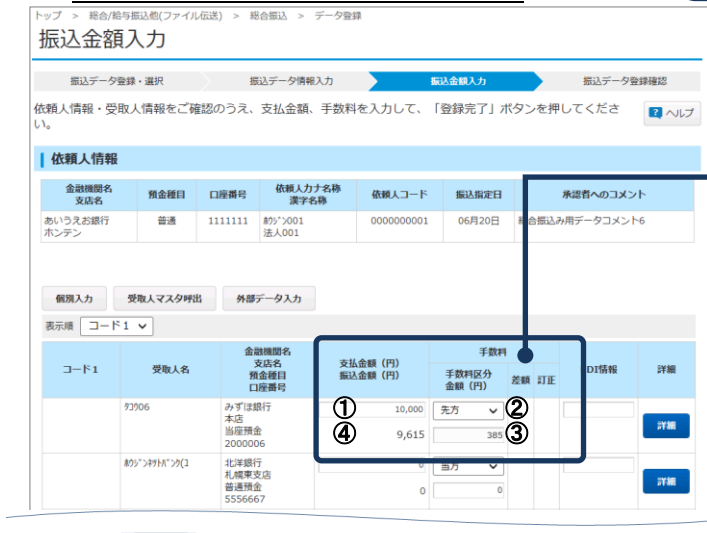 トップ > 総合/給与振込他(ファイル伝送) > 総合振込 > データ登録
振込金額入力
振込データ登録・選択 振込データ情報入力 振込金額入力 振込データ登録確認
依頼人情報・受取人情報をご確認のうえ、支払金額、手数料を入力して、「登録完了」ボタンを押してくださ
い。
? ヘルプ
依頼人情報
金融機関名 預金種目 口座番号 依頼人カナ名称 依頼人コード 振込指定日 承認者へのコメント
支店名 漢字名称
あいうえお銀行 普通 1111111 ﾎｳｼﾞﾝ001 0000000001 06月20日 総合振込み用データコメント6
ホンテン 法人001
個別入力 受取人マスタ呼出 外部データ入力
表示順 コード1
コード1 受取人名 金融機関名 支払金額（円） 手数料 DI情報 詳細
支店名 振込金額（円） 手数料区分 差額 訂正
預金種目 金額（円）
口座番号
ﾀﾌ906 みずほ銀行 ① 10,000 先方 ②
本店 ④ 9,615 385 ③ 詳細
当座預金
2000006
ﾎｳｼﾞﾝﾈｯﾄﾊﾞﾝｸ(1 北洋銀行 0 当方
札幌東支店 詳細
普通預金 0 0
5556667